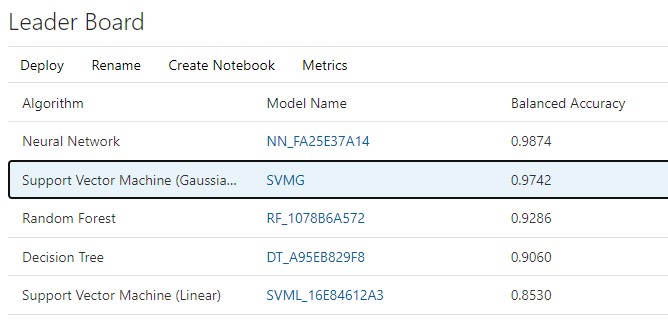 Leader Board
Deploy Rename Create Notebook Metrics
Algorithm Model Name Balanced Accuracy
Neural Network NN_FA25E37A14 0.9874
Support Vector Machine (Gaussia... SVMG 0.9742
Random Forest RF_1078B6A572 0.9286
Decision Tree DT_A95EB829F8 0.9060
Support Vector Machine (Linear) SVML_16E84612A3 0.8530